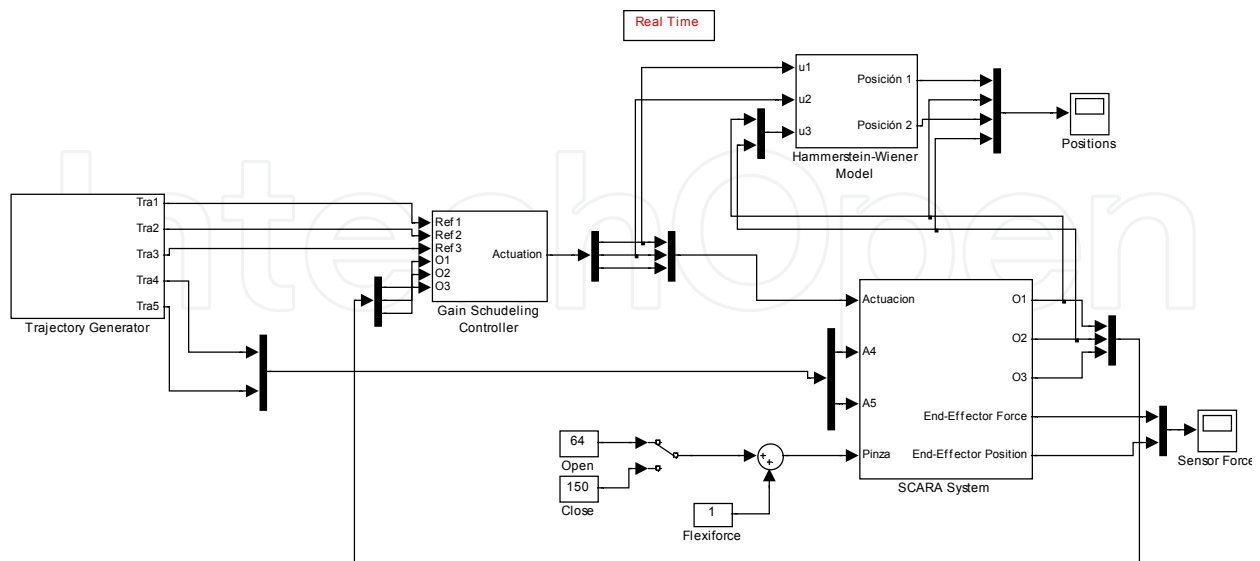 Real Time
u1
u2
u3
Posición 1
Posición 2
Hammerstein-Wiener
Model
Positions
IntechOpen
Tra1
Tra2
Tra3
Tra4
Tra5
Trajectory Generator
Ref 1
Ref 2
Ref 3
O1
O2
O3
Actuation
Gain Schudeling
Controller
Actuacion
A4
A5
Pinza
O1
O2
O3
End-Effector Force
End-Effector Position
SCARA System
Sensor Force
64
Open
150
Close
1
Flexiforce